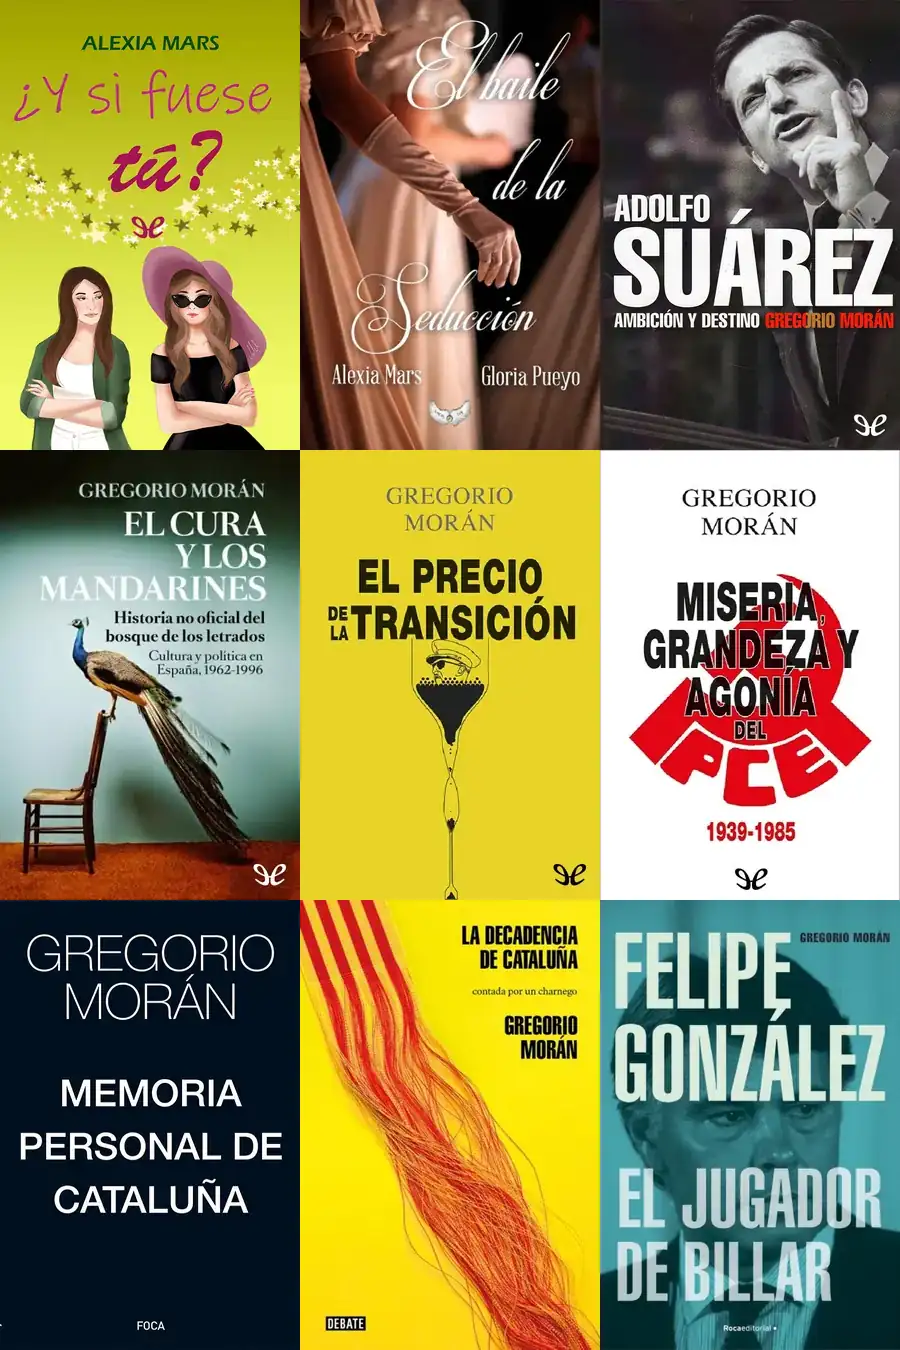 ALEXIA MARS
¿Y si fuese
tú?
El baile
de la
Seducción
Alexia Mars
Gloria Pueyo
ADOLFO
SUÁREZ
AMBICIÓN Y DESTINO GREGORIO MORÁN
GREGORIO MORÁN
EL CURA
Y LOS
MANDARINES
Historia no oficial del
bosque de los letrados
Cultura y política en
España, 1962-1996
GREGORIO
MORÁN
EL PRECIO
DE LA TRANSICIÓN
GREGORIO
MORÁN
MISERIA,
GRANDEZA Y
AGONÍA
DEL
PCE
1939-1985
GREGORIO
MORÁN
MEMORIA
PERSONAL DE
CATALUÑA
FOCA
LA DECADENCIA
DE CATALUÑA
contada por un charnego
GREGORIO
MORÁN
DEBATE
GREGORIO MORÁN
FELIPE
GONZÁLEZ
EL JUGADOR
DE BILLAR
Rocaeditorial